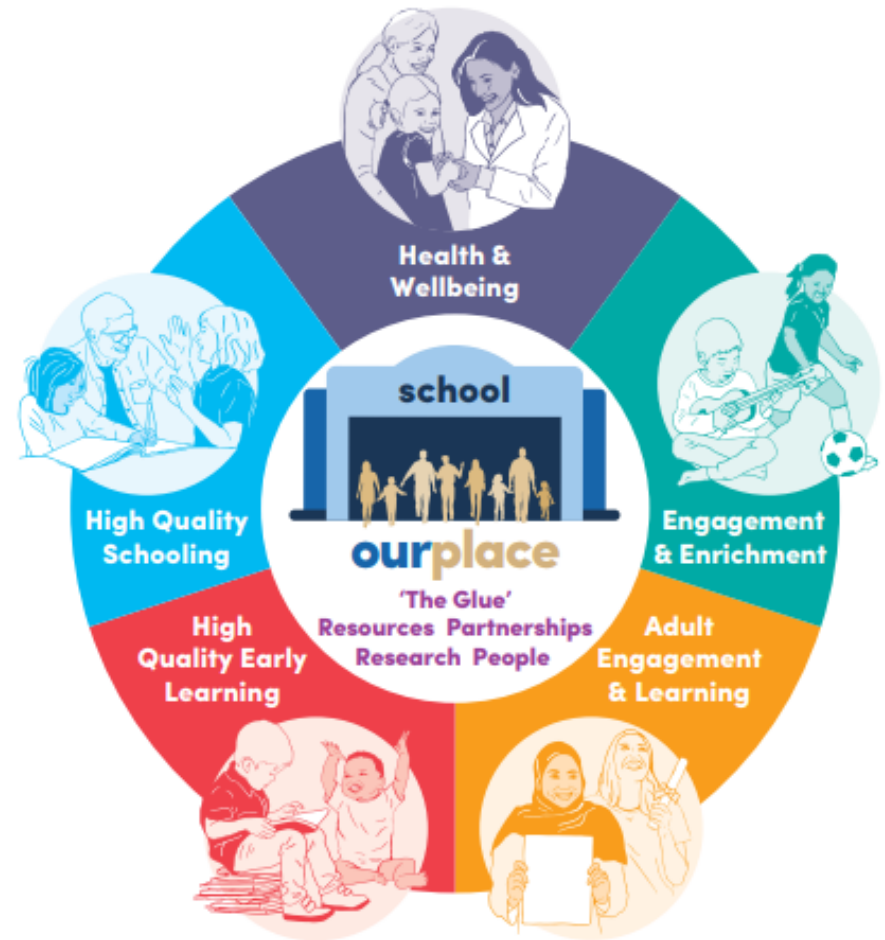 Health &
Wellbeing
school
ourplace
'The Glue'
Resources Partnerships
Research People
High Quality
Schooling
Engagement
& Enrichment
High
Quality Early
Learning
Adult
Engagement
& Learning